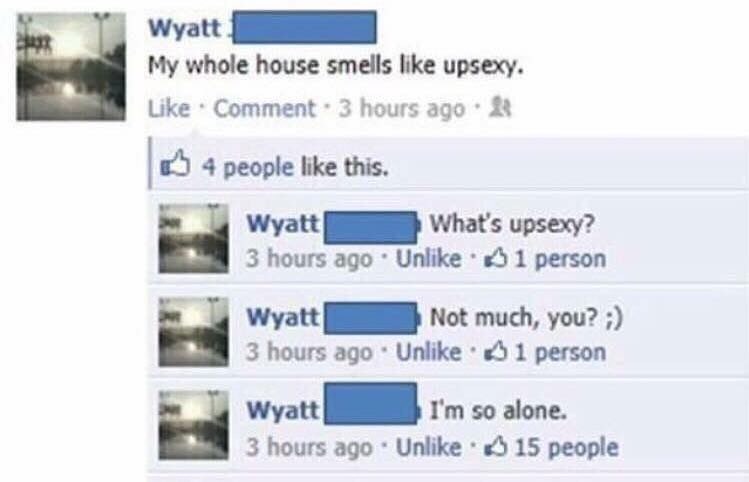 Wyatt
My whole house smells like upsexy.
Like · Comment · 3 hours ago ·
4 people like this.
Wyatt What's upsexy?
3 hours ago · Unlike · 1 person
Wyatt Not much, you? ;)
3 hours ago · Unlike · 1 person
Wyatt I'm so alone.
3 hours ago · Unlike · 15 people